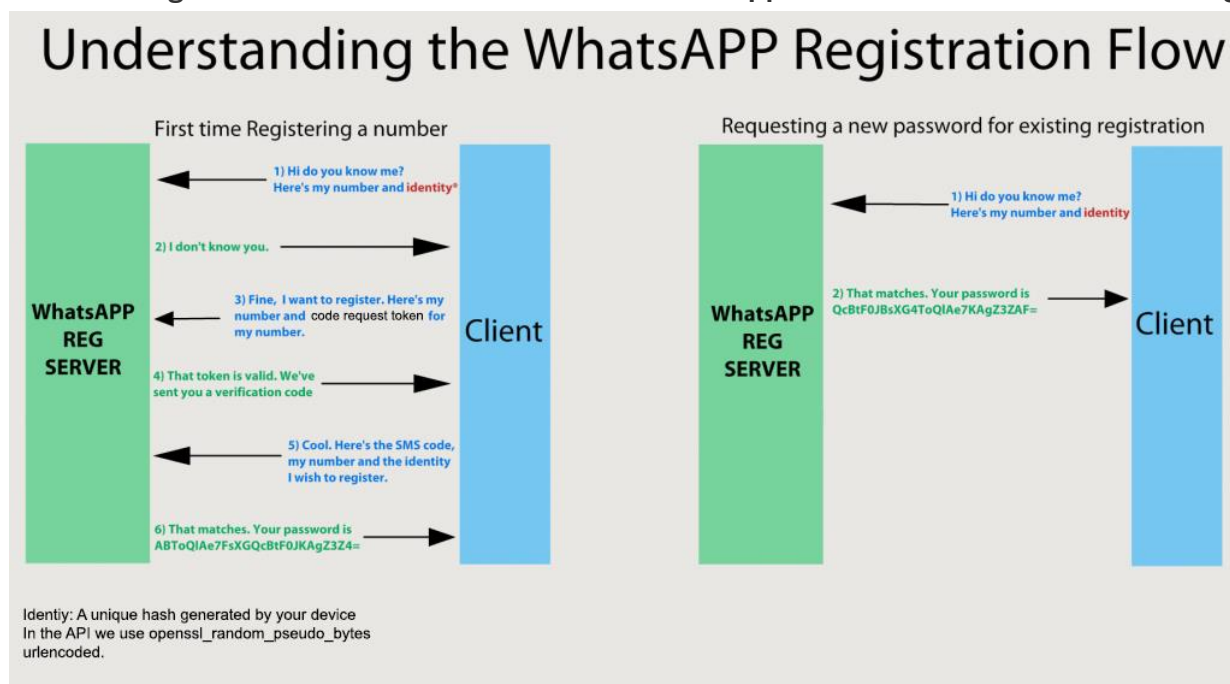 Understanding the WhatsAPP Registration Flow
First time Registering a number
WhatsAPP
REG
SERVER
1) Hi do you know me?
Here's my number and identity*
2) I don't know you.
3) Fine, I want to register. Here's my
number and code request token for
my number.
4) That token is valid. We've
sent you a verification code
5) Cool. Here's the SMS code,
my number and the identity
I wish to register.
6) That matches. Your password is
ABToQlAe7FsXGQcBtF0JKAgZ3Z4=
Client
Requesting a new password for existing registration
WhatsAPP
REG
SERVER
1) Hi do you know me?
Here's my number and identity
2) That matches. Your password is
QcBtF0JBsXG4ToQlAe7KAgZ3ZAF=
Client
Identiy: A unique hash generated by your device
In the API we use openssl_random_pseudo_bytes
urlencoded.